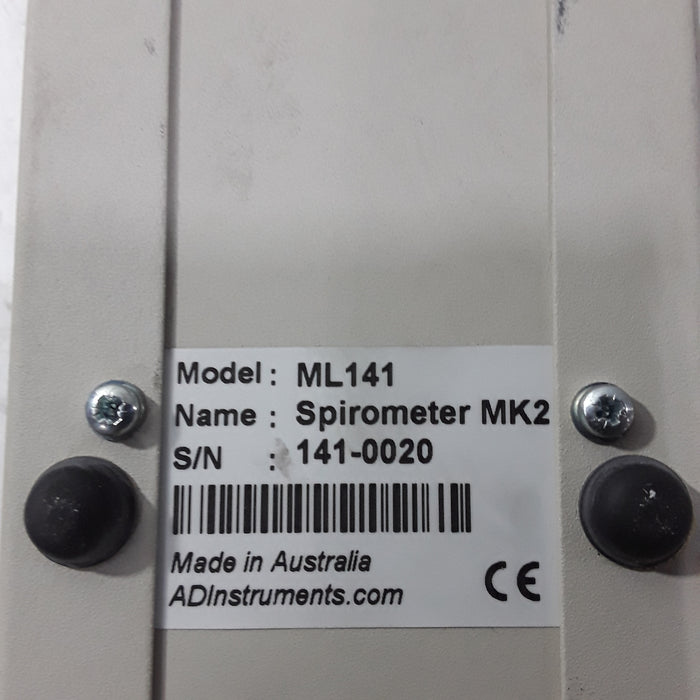 Model : ML141
Name : Spirometer MK2
S/N : 141-0020
Made in Australia
ADInstruments.com
CE